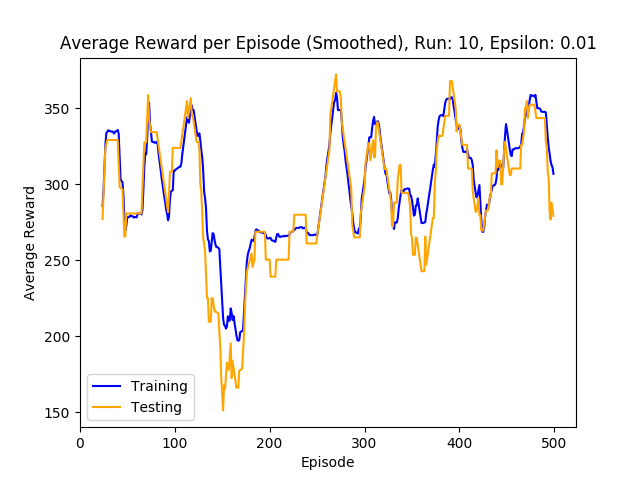 Average Reward per Episode (Smoothed), Run: 10, Epsilon: 0.01
Average Reward
350
300
250
200
150
Training
Testing
0 100 200 300 400 500
Episode